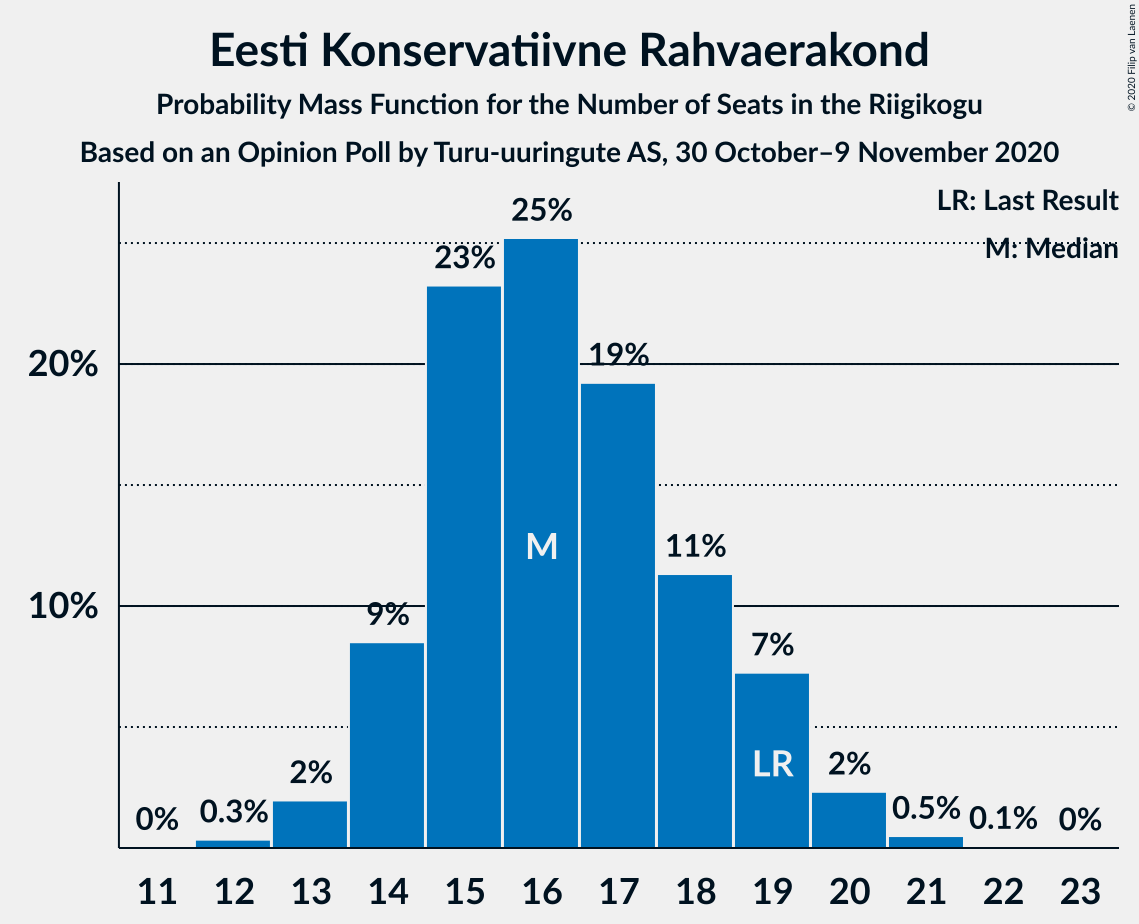 Eesti Konservatiivne Rahvaerakond
Probability Mass Function for the Number of Seats in the Riigikogu
Based on an Opinion Poll by Turu-uuringute AS, 30 October–9 November 2020
© 2020 Filip van Laenen
LR: Last Result
M: Median
20%
10%
0%
0.3%
2%
9%
23%
25%
19%
11%
7%
2%
0.5%
0.1%
0%
M
LR
11 12 13 14 15 16 17 18 19 20 21 22 23